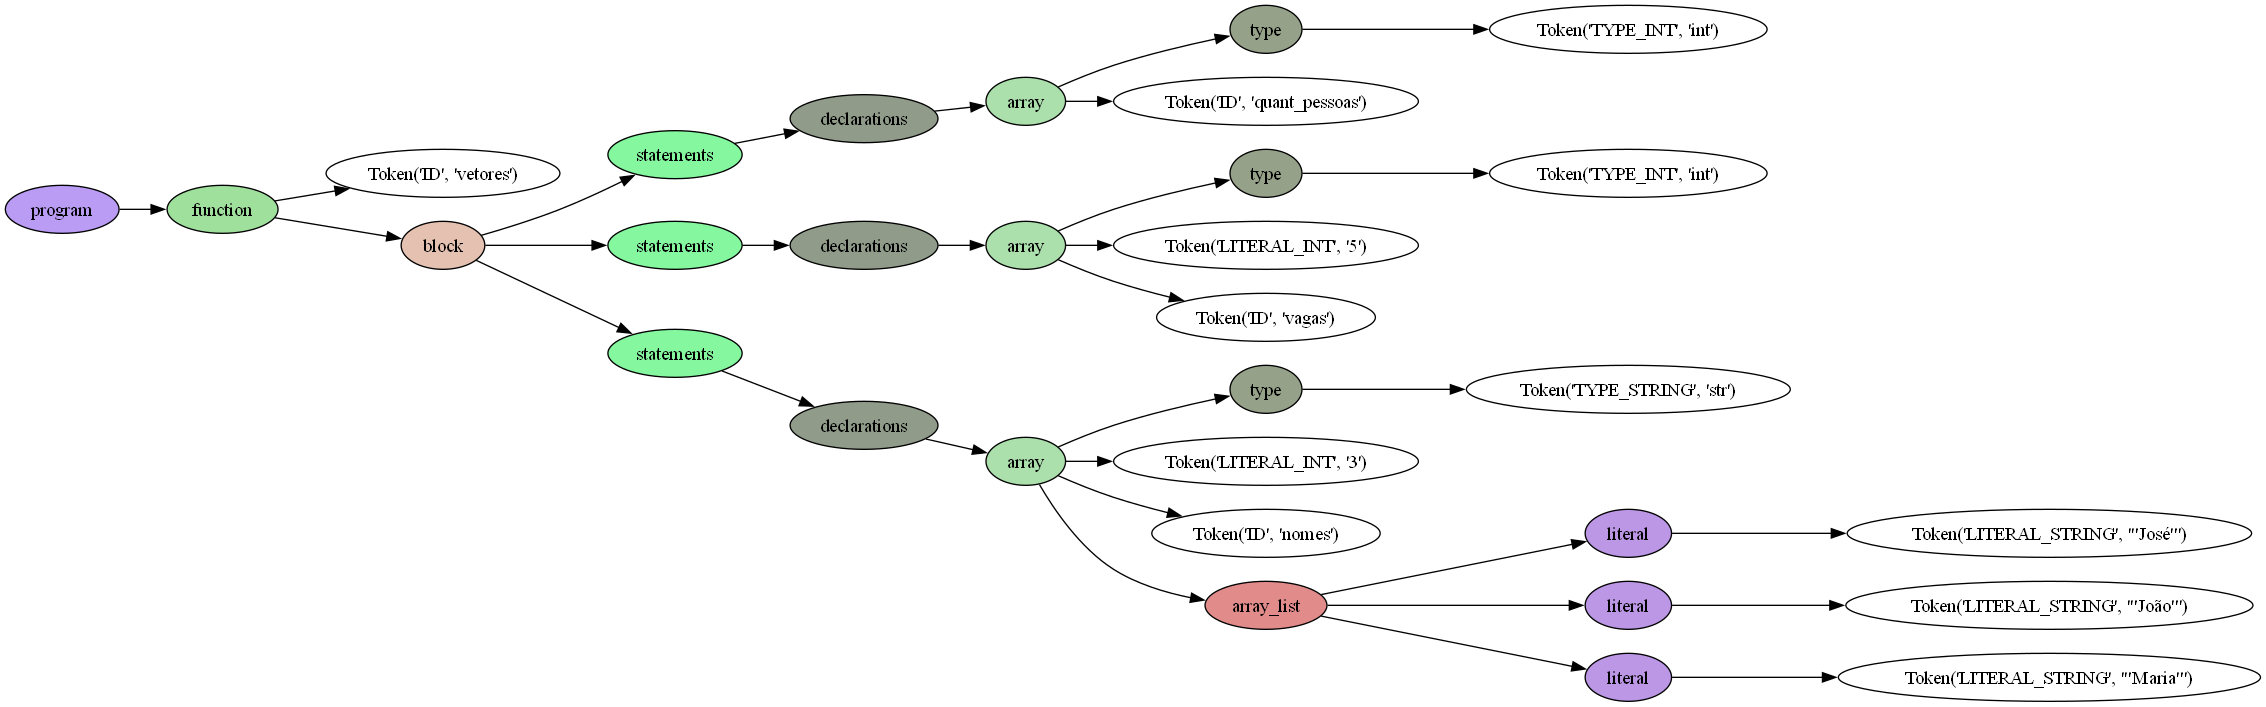 program
function
Token('ID', 'vetores')
block
statements
declarations
array
type
Token('TYPE_INT', 'int')
Token('ID', 'quant_pessoas')
statements
declarations
array
type
Token('TYPE_INT', 'int')
Token('LITERAL_INT', '5')
Token('ID', 'vagas')
statements
declarations
array
type
Token('TYPE_STRING', 'str')
Token('LITERAL_INT', '3')
Token('ID', 'nomes')
array_list
literal
Token('LITERAL_STRING', "'José'")
literal
Token('LITERAL_STRING', "'João'")
literal
Token('LITERAL_STRING', "'Maria'")